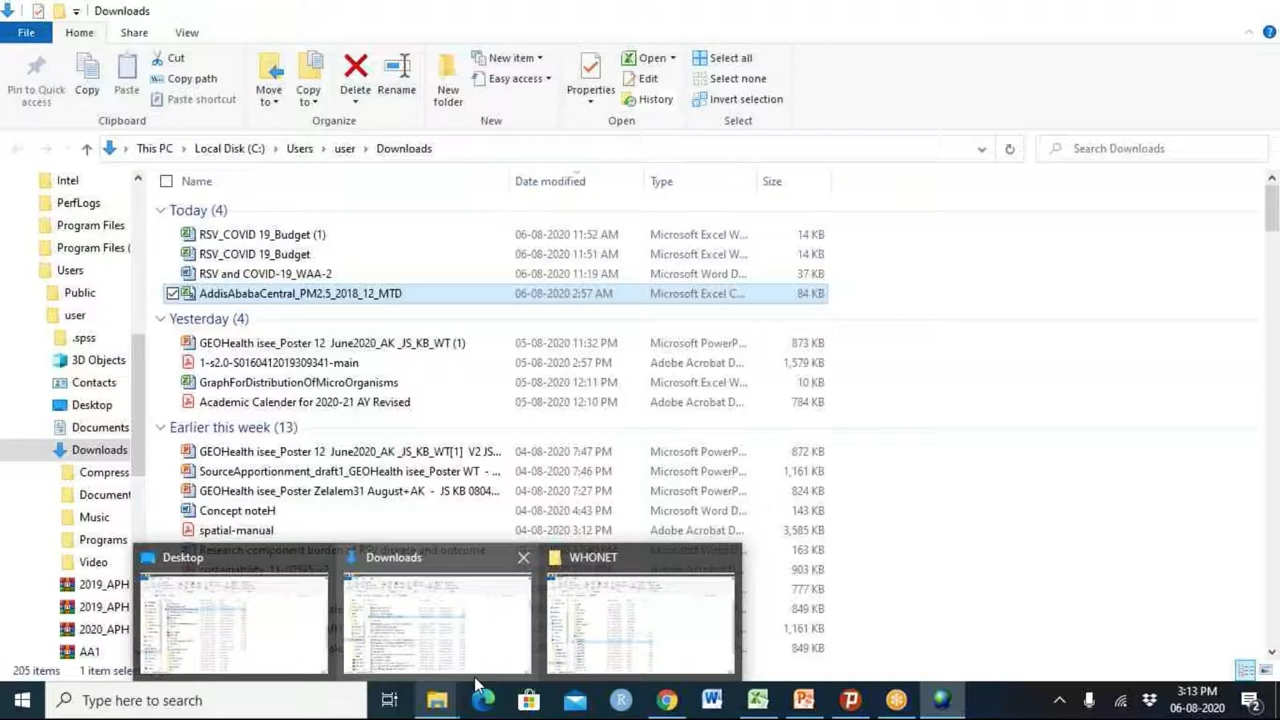 Downloads
File Home Share View
Pin to Quick access
Copy
Paste
Cut
Copy path
Paste shortcut
Clipboard
Move to
Copy to
Delete
Rename
Organize
New folder
New item
Easy access
New
Properties
Open
Edit
History
Open
Select all
Select none
Invert selection
Select
This PC Local Disk (C:) Users user Downloads
Search Downloads
Intel
PerfLogs
Program Files
Program Files (
Users
Public
user
.spss
3D Objects
Contacts
Desktop
Documents
Downloads
Compress
Document
Music
Programs
Video
2019_APH
2019_APH
2020_APH
AA1
Name Date modified Type Size
Today (4)
RSV_COVID 19_Budget (1) 06-08-2020 11:52 AM Microsoft Excel W... 14 KB
RSV_COVID 19_Budget 06-08-2020 11:51 AM Microsoft Excel W... 14 KB
RSV and COVID-19_WAA-2 06-08-2020 11:19 AM Microsoft Word D... 37 KB
AddisAbabaCentral_PM2.5_2018_12_MTD 06-08-2020 2:57 AM Microsoft Excel C... 84 KB
Yesterday (4)
GEOHealth isee_Poster 12 June2020_AK _JS_KB_WT (1) 05-08-2020 11:32 PM Microsoft PowerP... 873 KB
1-s2.0-S0160412019309341-main 05-08-2020 2:57 PM Adobe Acrobat D... 1,579 KB
GraphForDistributionOfMicroOrganisms 05-08-2020 12:11 PM Microsoft Excel W... 10 KB
Academic Calender for 2020-21 AY Revised 05-08-2020 12:10 PM Adobe Acrobat D... 784 KB
Earlier this week (13)
GEOHealth isee_Poster 12 June2020_AK_JS_KB_WT[1] V2 JS... 04-08-2020 7:47 PM Microsoft PowerP... 872 KB
SourceApportionment_draft1_GEOHealth isee_Poster WT - ... 04-08-2020 7:46 PM Microsoft PowerP... 1,161 KB
GEOHealth isee_Poster Zelalem31 August+AK - JS KB 0804... 04-08-2020 7:27 PM Microsoft PowerP... 824 KB
Concept noteH 04-08-2020 4:43 PM Microsoft Word D... 143 KB
spatial-manual 04-08-2020 3:12 PM Adobe Acrobat D... 3,585 KB
163 KB
903 KB
777 KB
849 KB
1,161 KB
849 KB
Desktop
Downloads
WHONET
205 items 1 item selec
Type here to search
3:13 PM
06-08-2020
2